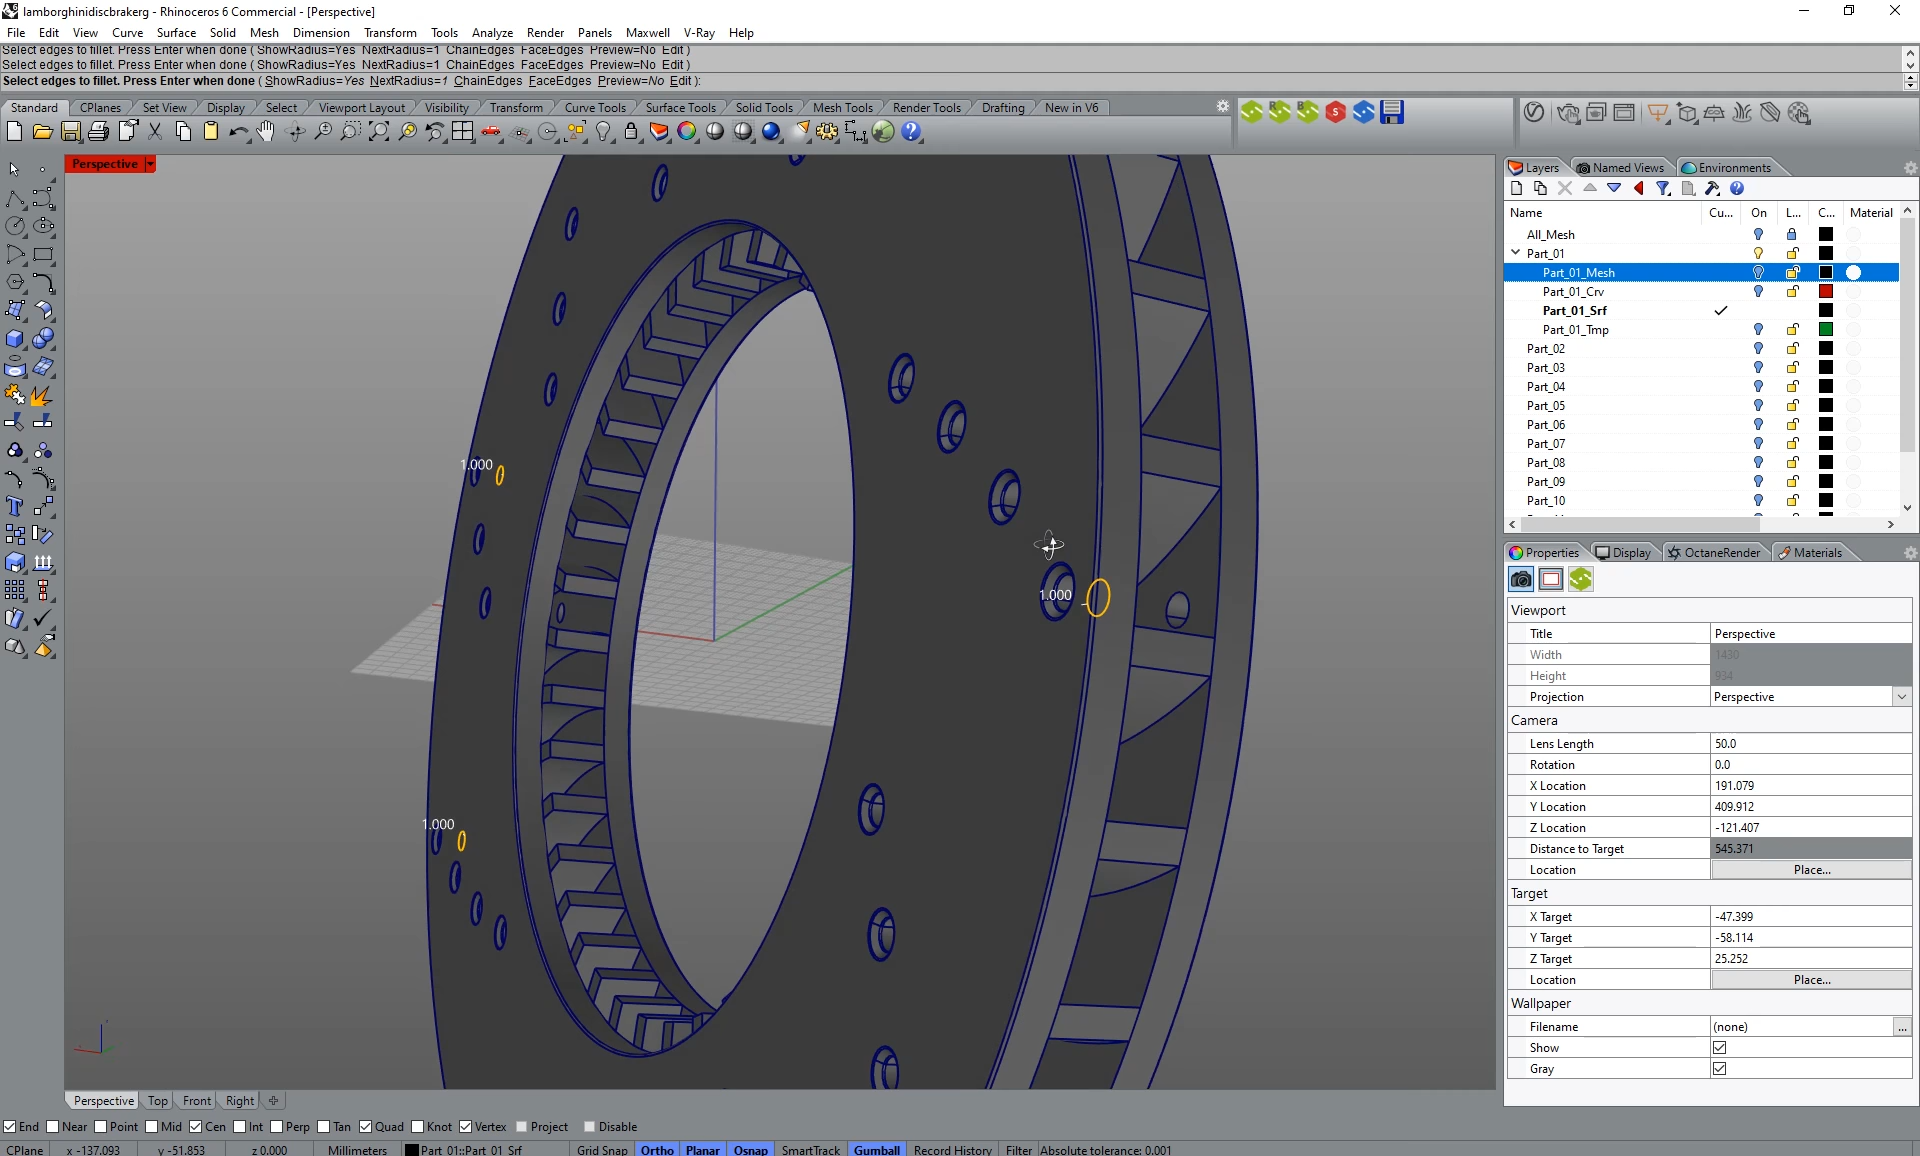 lamborghinidiscbrakerg - Rhinoceros 6 Commercial - [Perspective]
File Edit View Curve Surface Solid Mesh Dimension Transform Tools Analyze Render Panels Maxwell V-Ray Help
Select edges to fillet. Press Enter when done ( ShowRadius=Yes NextRadius=1 ChainEdges FaceEdges Preview=No Edit )
Select edges to fillet. Press Enter when done ( ShowRadius=Yes NextRadius=1 ChainEdges FaceEdges Preview=No Edit )
Select edges to fillet. Press Enter when done ( ShowRadius=Yes NextRadius=1 ChainEdges FaceEdges Preview=No Edit ):
Standard CPlanes Set View Display Select Viewport Layout Visibility Transform Curve Tools Surface Tools Solid Tools Mesh Tools Render Tools Drafting New in V6
Perspective
Layers Named Views Environments
Name Cu... On L... C... Material
All_Mesh
Part_01
Part_01_Mesh
Part_01_Crv
Part_01_Srf
Part_01_Tmp
Part_02
Part_03
Part_04
Part_05
Part_06
Part_07
Part_08
Part_09
Part_10
1.000
1.000
1.000
Properties Display OctaneRender Materials
Viewport
Title Perspective
Width 1430
Height 934
Projection Perspective
Camera
Lens Length 50.0
Rotation 0.0
X Location 191.079
Y Location 409.912
Z Location -121.407
Distance to Target 545.371
Location Place...
Target
X Target -47.399
Y Target -58.114
Z Target 25.252
Location Place...
Wallpaper
Filename (none) ...
Show
Gray
Perspective Top Front Right
End Near Point Mid Cen Int Perp Tan Quad Knot Vertex Project Disable
CPlane x -137.093 y -51.853 z 0.000 Millimeters Part_01::Part_01_Srf Grid Snap Ortho Planar Osnap SmartTrack Gumball Record History Filter Absolute tolerance: 0.001